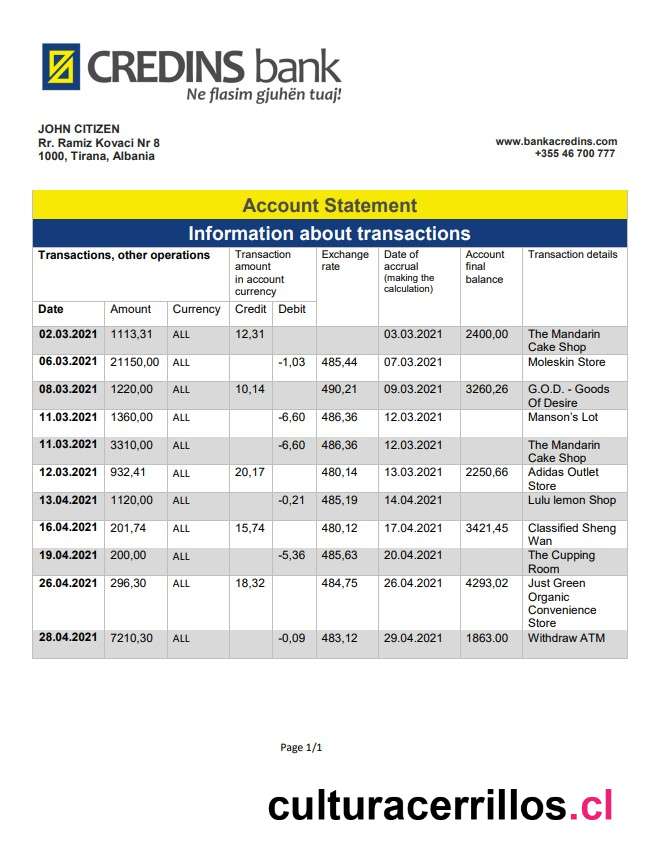 CREDINS bank
Ne flasim gjuhën tuaj!
JOHN CITIZEN
Rr. Ramiz Kovaci Nr 8
1000, Tirana, Albania
www.bankacredins.com
+355 46 700 777
Account Statement
Information about transactions
Transactions, other operations Transaction amount in account currency Exchange rate Date of accrual (making the calculation) Account final balance Transaction details
Date Amount Currency Credit Debit
02.03.2021 1113,31 ALL 12,31 03.03.2021 2400,00 The Mandarin Cake Shop
06.03.2021 21150,00 ALL -1,03 485,44 07.03.2021 Moleskin Store
08.03.2021 1220,00 ALL 10,14 490,21 09.03.2021 3260,26 G.O.D. - Goods Of Desire
11.03.2021 1360,00 ALL -6,60 486,36 12.03.2021 Manson’s Lot
11.03.2021 3310,00 ALL -6,60 486,36 12.03.2021 The Mandarin Cake Shop
12.03.2021 932,41 ALL 20,17 480,14 13.03.2021 2250,66 Adidas Outlet Store
13.04.2021 1120,00 ALL -0,21 485,19 14.04.2021 Lulu lemon Shop
16.04.2021 201,74 ALL 15,74 480,12 17.04.2021 3421,45 Classified Sheng Wan
19.04.2021 200,00 ALL -5,36 485,63 20.04.2021 The Cupping Room
26.04.2021 296,30 ALL 18,32 484,75 26.04.2021 4293,02 Just Green Organic Convenience Store
28.04.2021 7210,30 ALL -0,09 483,12 29.04.2021 1863.00 Withdraw ATM
Page 1/1
culturacerrillos.cl